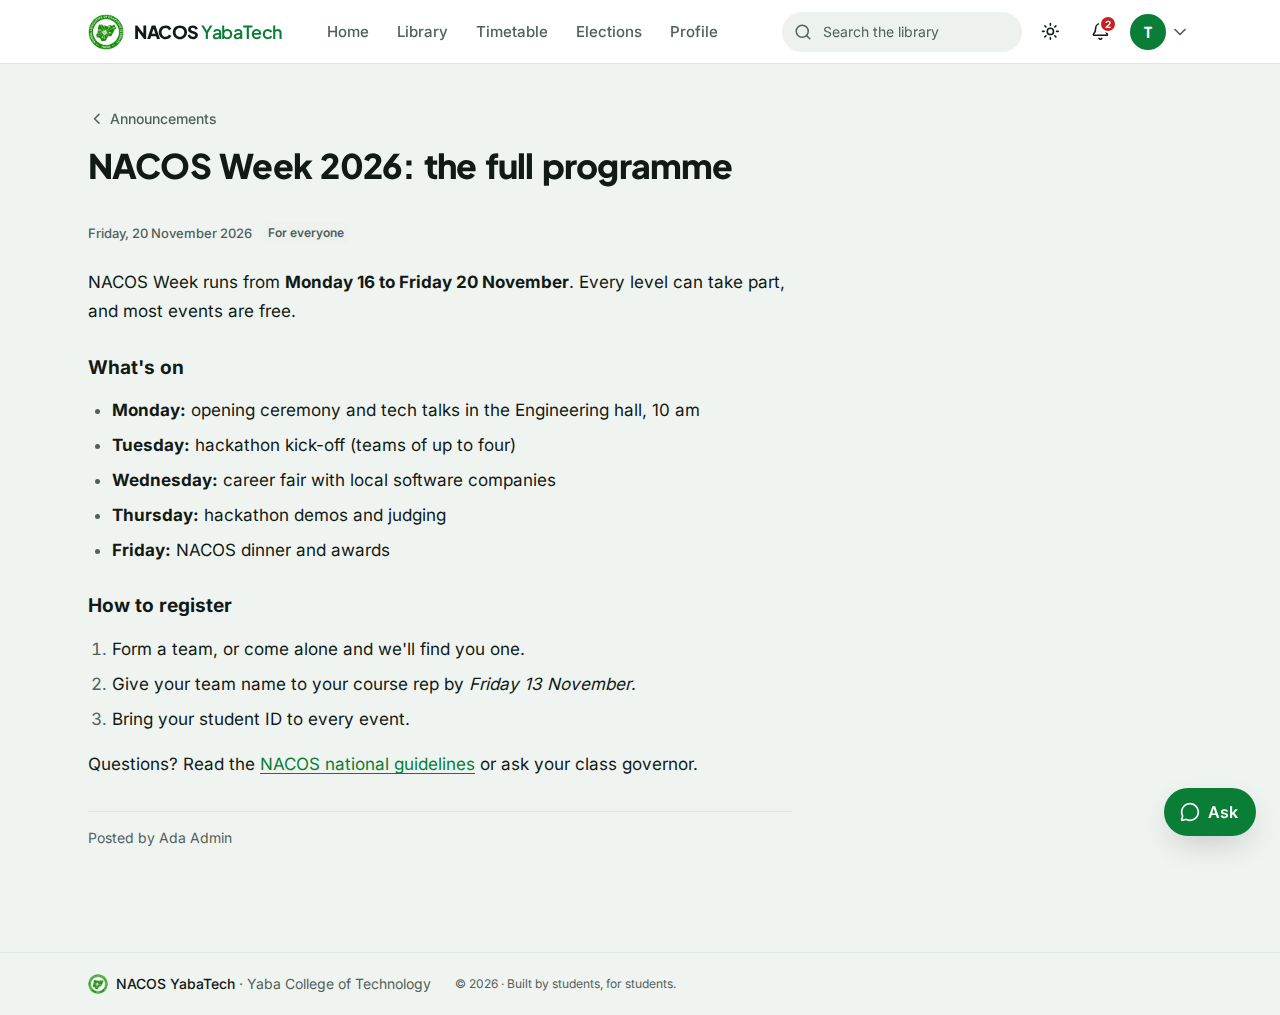 NACOS YabaTech
Home
Library
Timetable
Elections
Profile
Search the library
2
T
Announcements
NACOS Week 2026: the full programme
Friday, 20 November 2026
For everyone
NACOS Week runs from Monday 16 to Friday 20 November. Every level can take part,
and most events are free.
What's on
• Monday: opening ceremony and tech talks in the Engineering hall, 10 am
• Tuesday: hackathon kick-off (teams of up to four)
• Wednesday: career fair with local software companies
• Thursday: hackathon demos and judging
• Friday: NACOS dinner and awards
How to register
1. Form a team, or come alone and we'll find you one.
2. Give your team name to your course rep by Friday 13 November.
3. Bring your student ID to every event.
Questions? Read the NACOS national guidelines or ask your class governor.
Posted by Ada Admin
Ask
NACOS YabaTech · Yaba College of Technology
© 2026 · Built by students, for students.